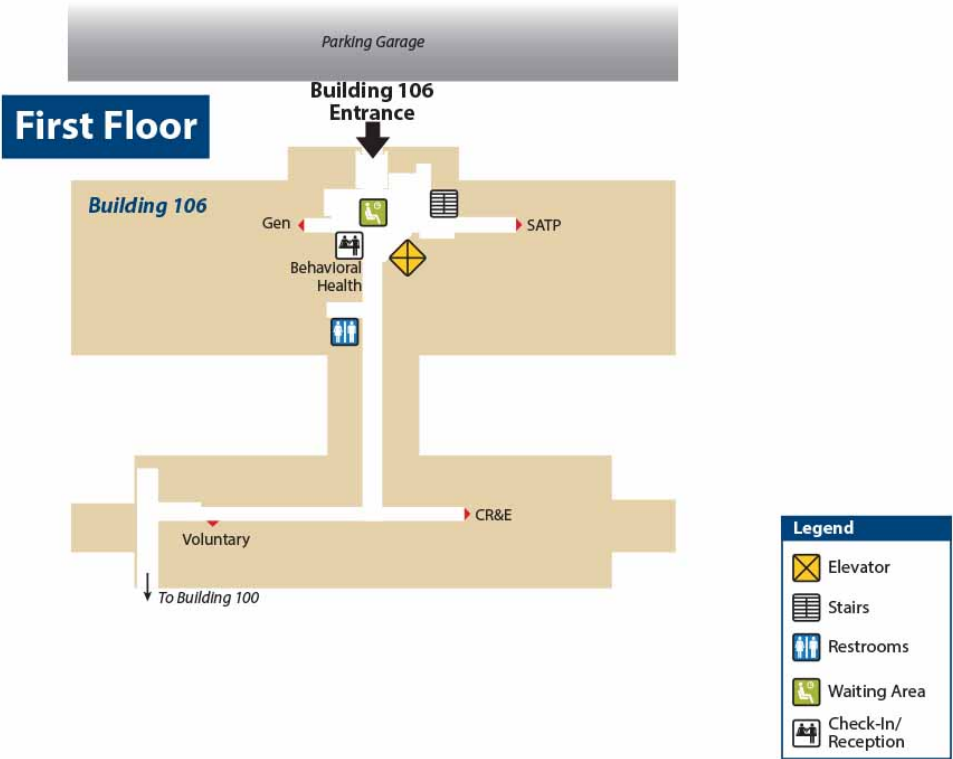 Parking Garage
Building 106
Entrance
First Floor
Building 106
Gen
SATP
Behavioral
Health
CR&E
Voluntary
To Building 100
Legend
Elevator
Stairs
Restrooms
Waiting Area
Check-In/
Reception